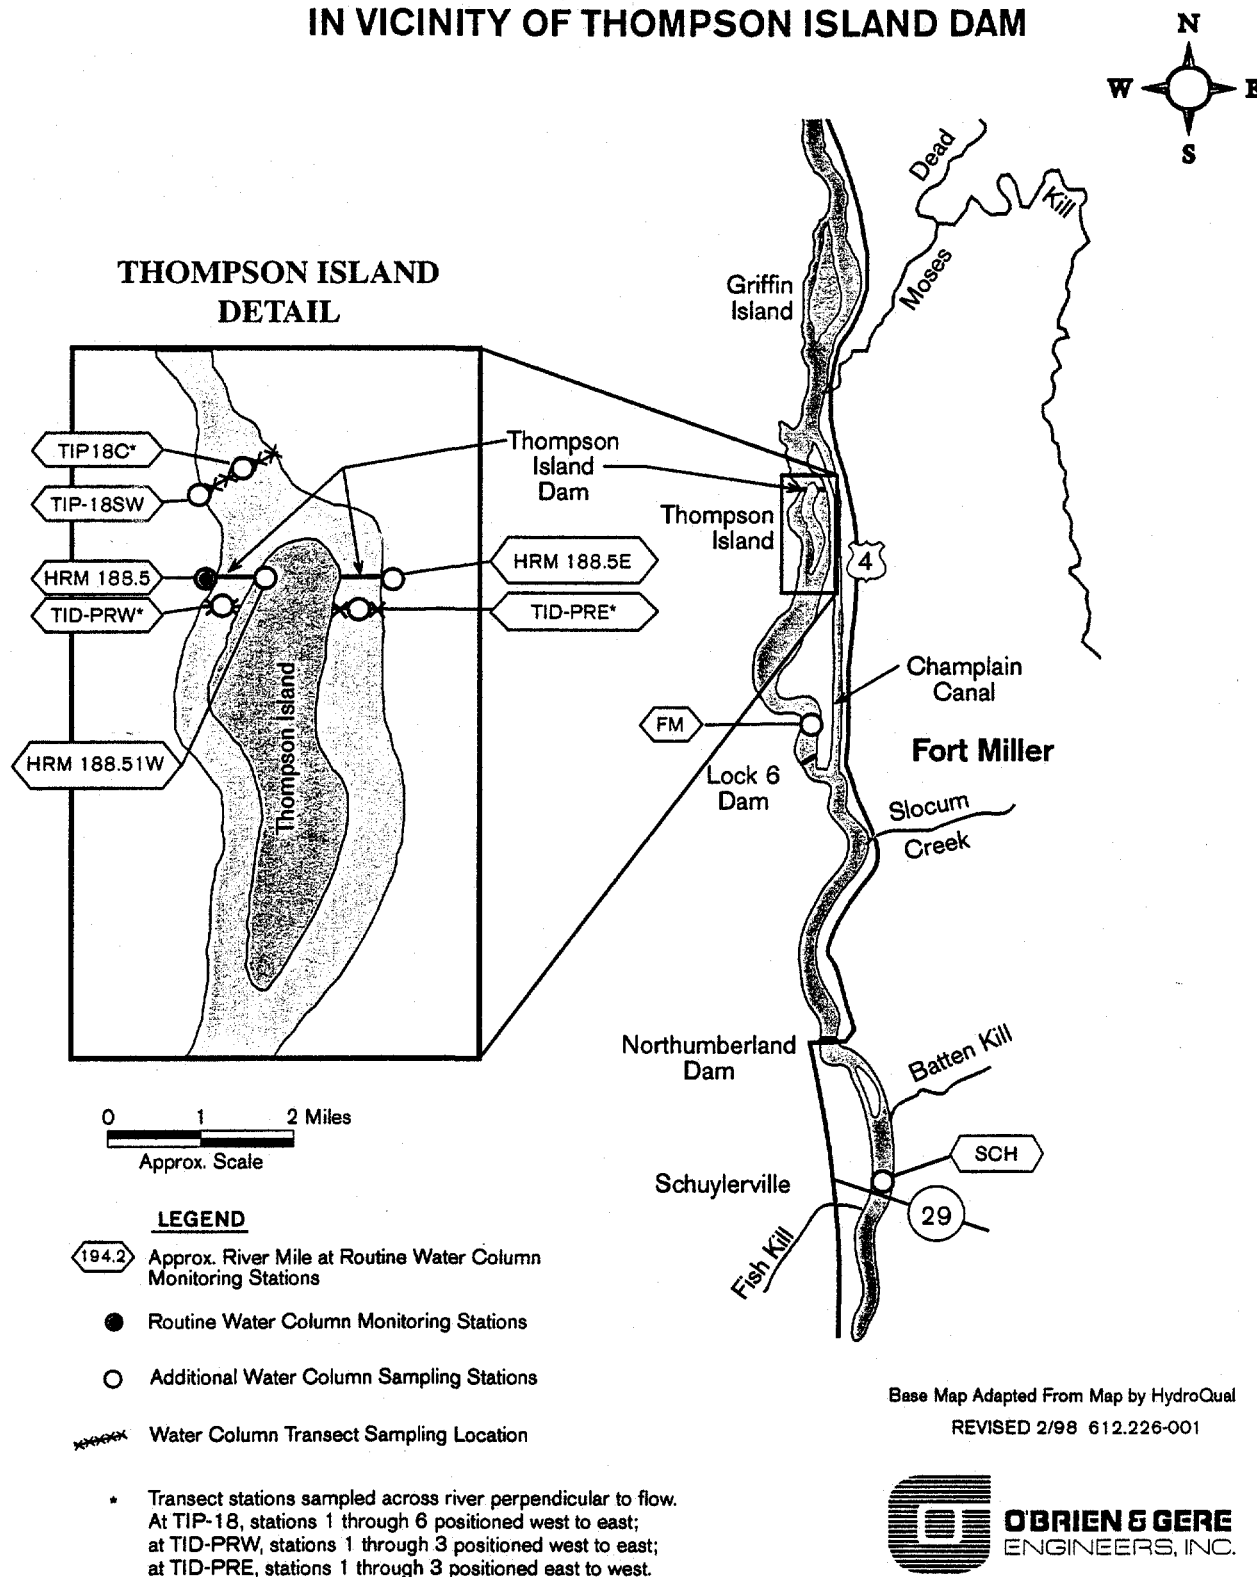 IN VICINITY OF THOMPSON ISLAND DAM
N
W
E
S
Dead
Kill
Moses
Griffin
Island
THOMPSON ISLAND
DETAIL
TIP18C*
TIP-18SW
HRM 188.5
TID-PRW*
HRM 188.51W
HRM 188.5E
TID-PRE*
Thompson Island
Thompson
Island
Dam
Thompson
Island
4
Champlain
Canal
FM
Fort Miller
Lock 6
Dam
Slocum
Creek
Northumberland
Dam
Batten Kill
SCH
Schuylerville
29
Fish Kill
0 1 2 Miles
Approx. Scale
LEGEND
194.2 Approx. River Mile at Routine Water Column
Monitoring Stations
Routine Water Column Monitoring Stations
Additional Water Column Sampling Stations
Water Column Transect Sampling Location
* Transect stations sampled across river perpendicular to flow.
At TIP-18, stations 1 through 6 positioned west to east;
at TID-PRW, stations 1 through 3 positioned west to east;
at TID-PRE, stations 1 through 3 positioned east to west.
Base Map Adapted From Map by HydroQual
REVISED 2/98 612.226-001
O'BRIEN & GERE
ENGINEERS, INC.